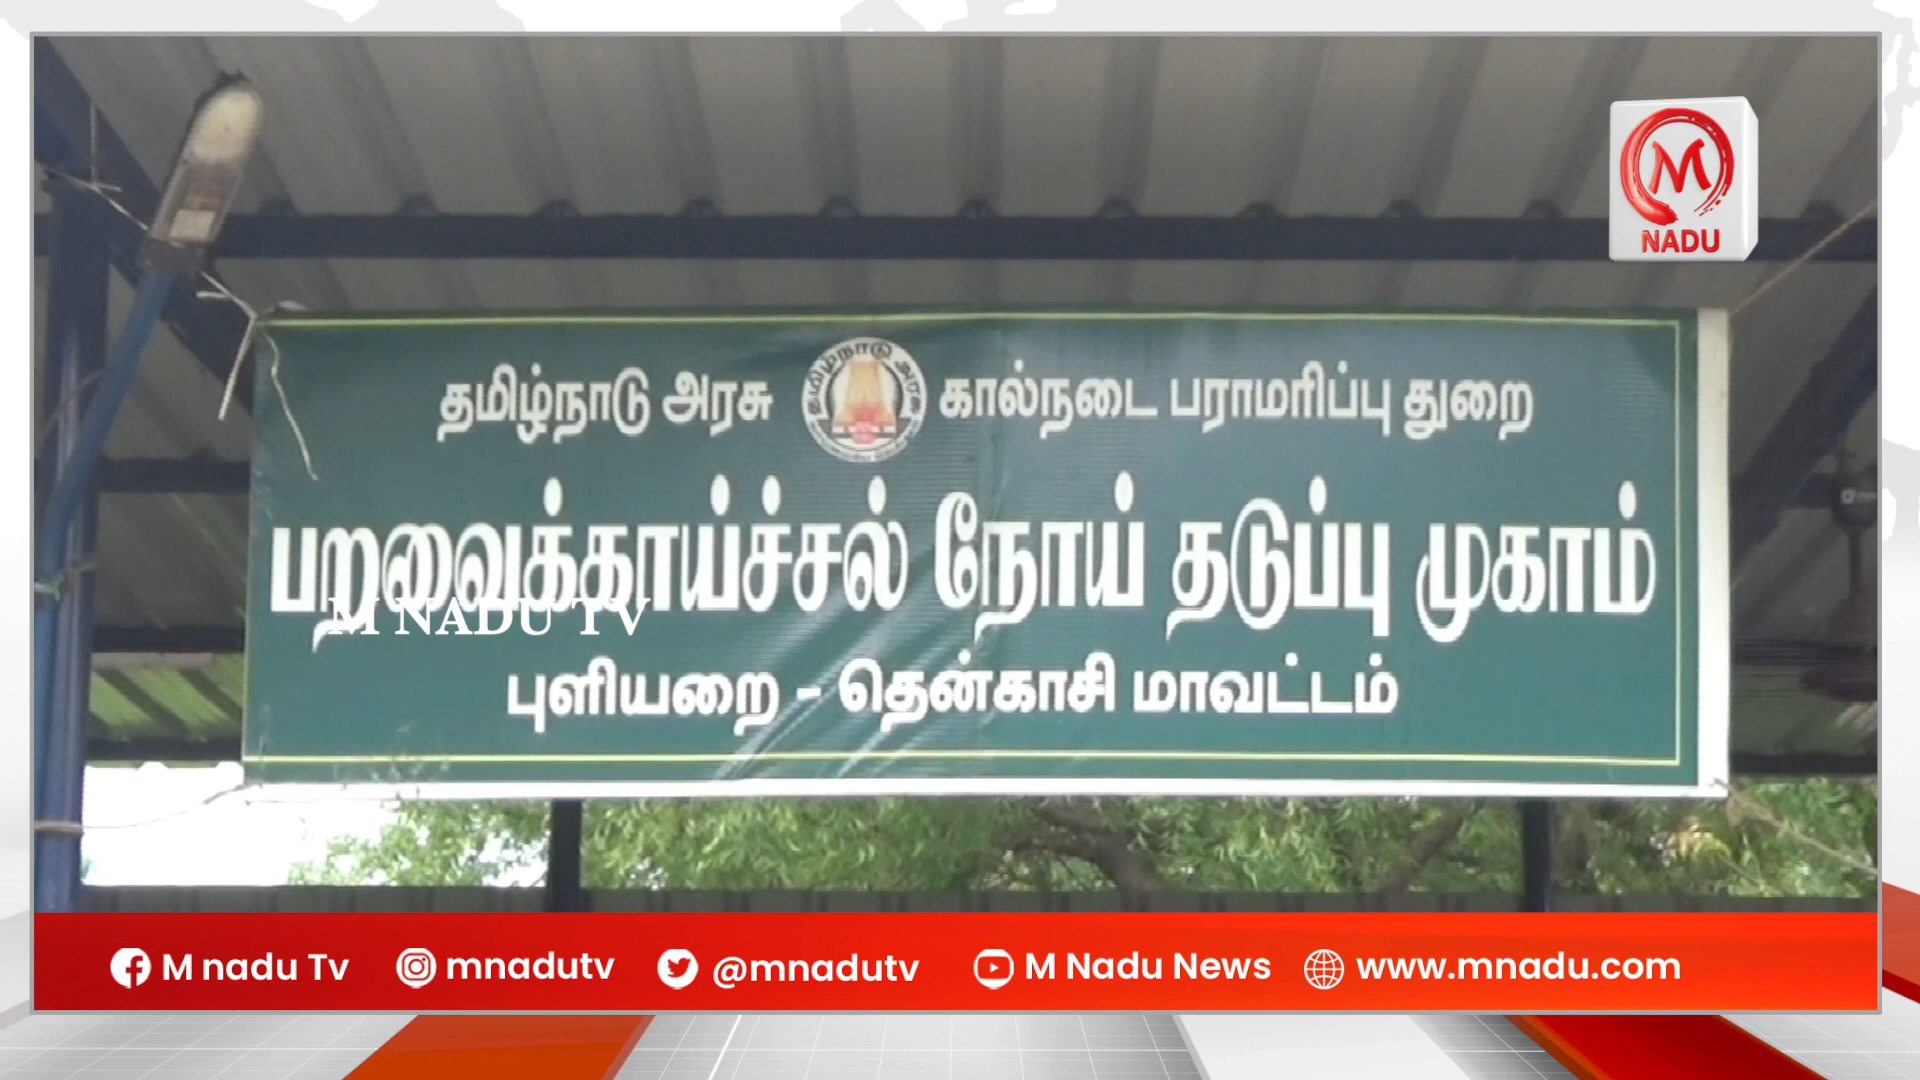 M
NADU
தமிழ்நாடு அரசு கால்நடை பராமரிப்பு துறை
பறவைக்காய்ச்சல் நோய் தடுப்பு முகாம்
M NADU TV
புளியறை - தென்காசி மாவட்டம்
M nadu Tv mnadutv @mnadutv M Nadu News www.mnadu.com